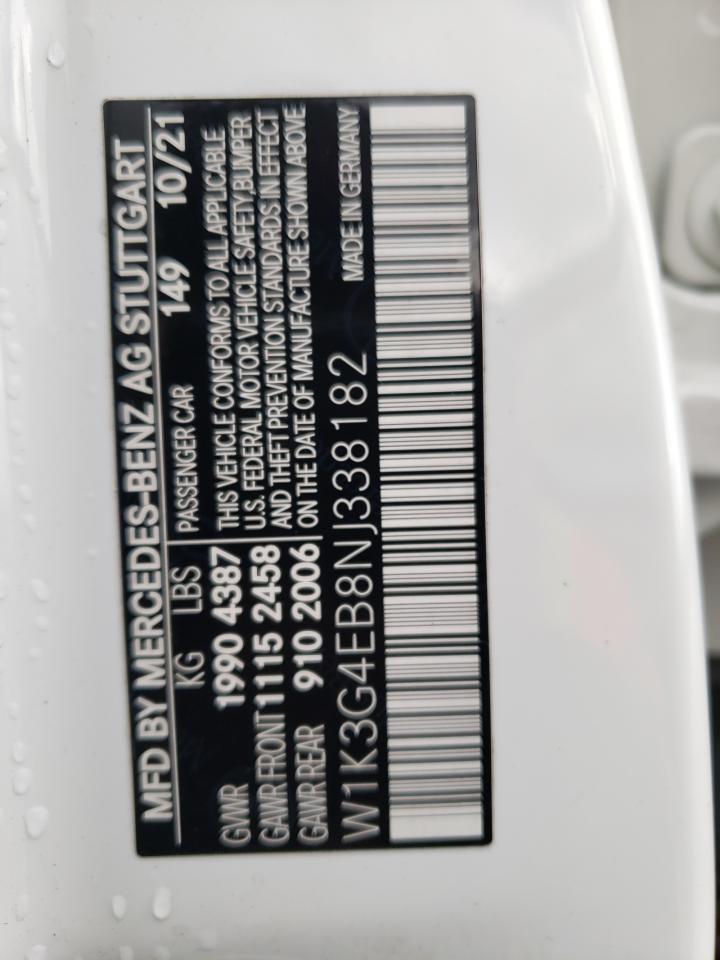 MFD BY MERCEDES-BENZ AG STUTTGART
KG LBS PASSENGER CAR 149 10/21
GVWR 1990 4387 THIS VEHICLE CONFORMS TO ALL APPLICABLE
GAWR FRONT 1115 2458 U.S. FEDERAL MOTOR VEHICLE SAFETY,BUMPER
GAWR REAR 910 2006 AND THEFT PREVENTION STANDARDS IN EFFECT
ON THE DATE OF MANUFACTURE SHOWN ABOVE
W1K3G4EB8NJ338182 MADE IN GERMANY